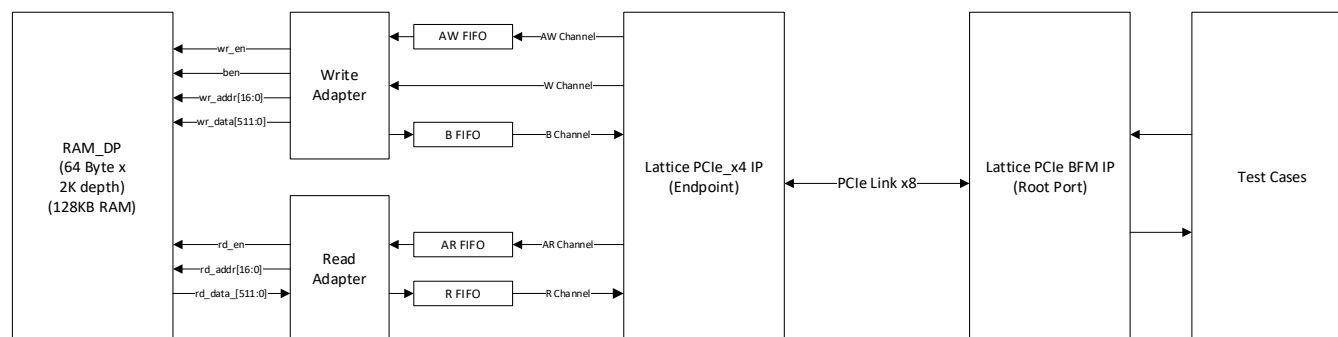 RAM_DP
(64 Byte x
2K depth)
(128KB RAM)
wr_en
ben
wr_addr[16:0]
wr_data[511:0]
rd_en
rd_addr[16:0]
rd_data_[511:0]
Write
Adapter
Read
Adapter
AW FIFO
AW Channel
W Channel
B FIFO
B Channel
AR FIFO
AR Channel
R FIFO
R Channel
Lattice PCIe_x4 IP
(Endpoint)
PCIe Link x8
Lattice PCIe BFM IP
(Root Port)
Test Cases